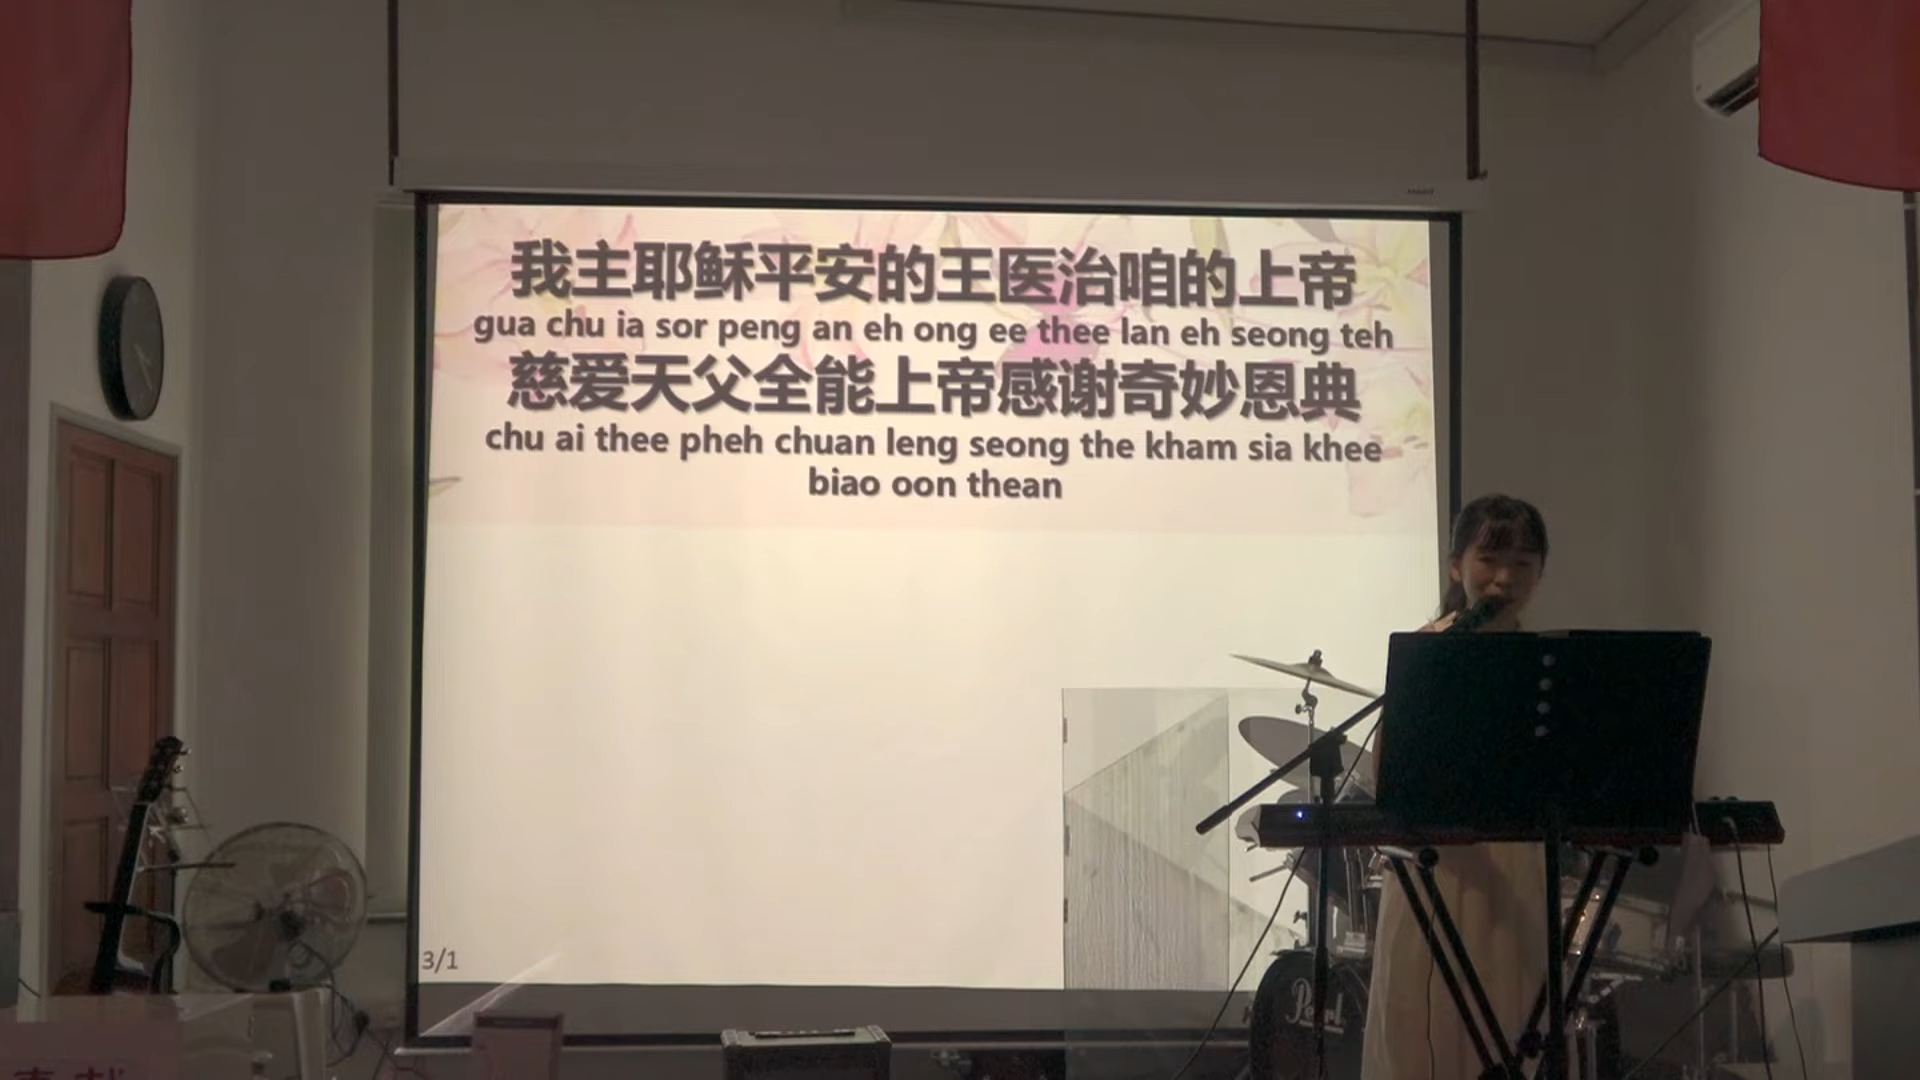 我主耶稣平安的王医治咱的上帝
gua chu ia sor peng an eh ong ee thee lan eh seong teh
慈爱天父全能上帝感谢奇妙恩典
chu ai thee pheh chuan leng seong the kham sia khee
biao oon thean
3/1
Pearl